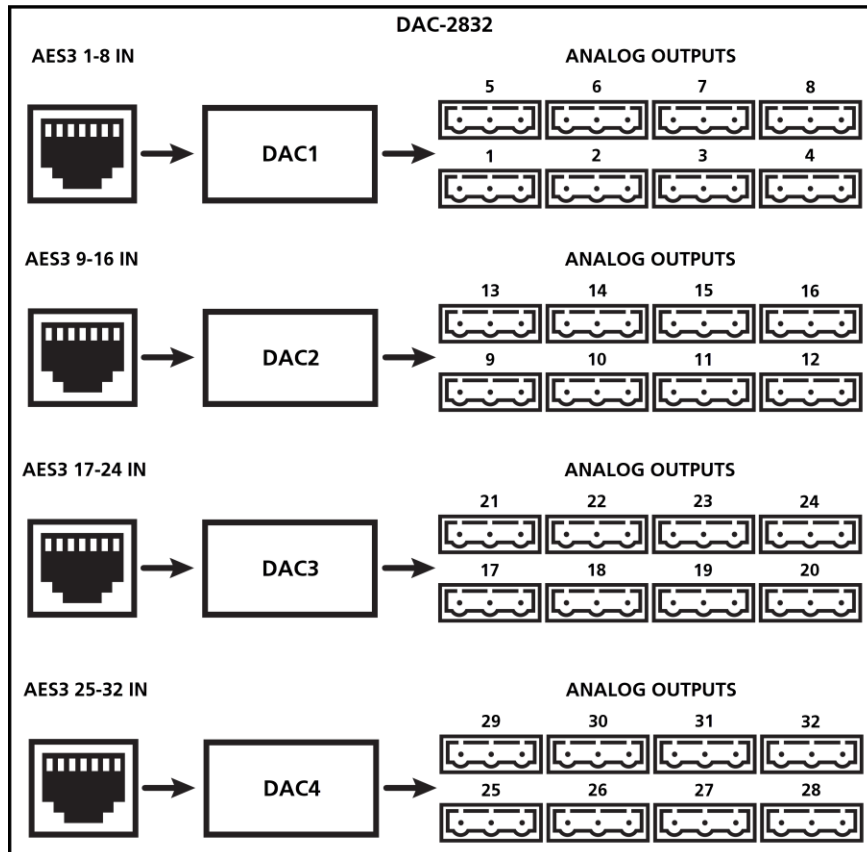 DAC-2832
AES3 1-8 IN
ANALOG OUTPUTS
5 6 7 8
DAC1
1 2 3 4
AES3 9-16 IN
ANALOG OUTPUTS
13 14 15 16
DAC2
9 10 11 12
AES3 17-24 IN
ANALOG OUTPUTS
21 22 23 24
DAC3
17 18 19 20
AES3 25-32 IN
ANALOG OUTPUTS
29 30 31 32
DAC4
25 26 27 28